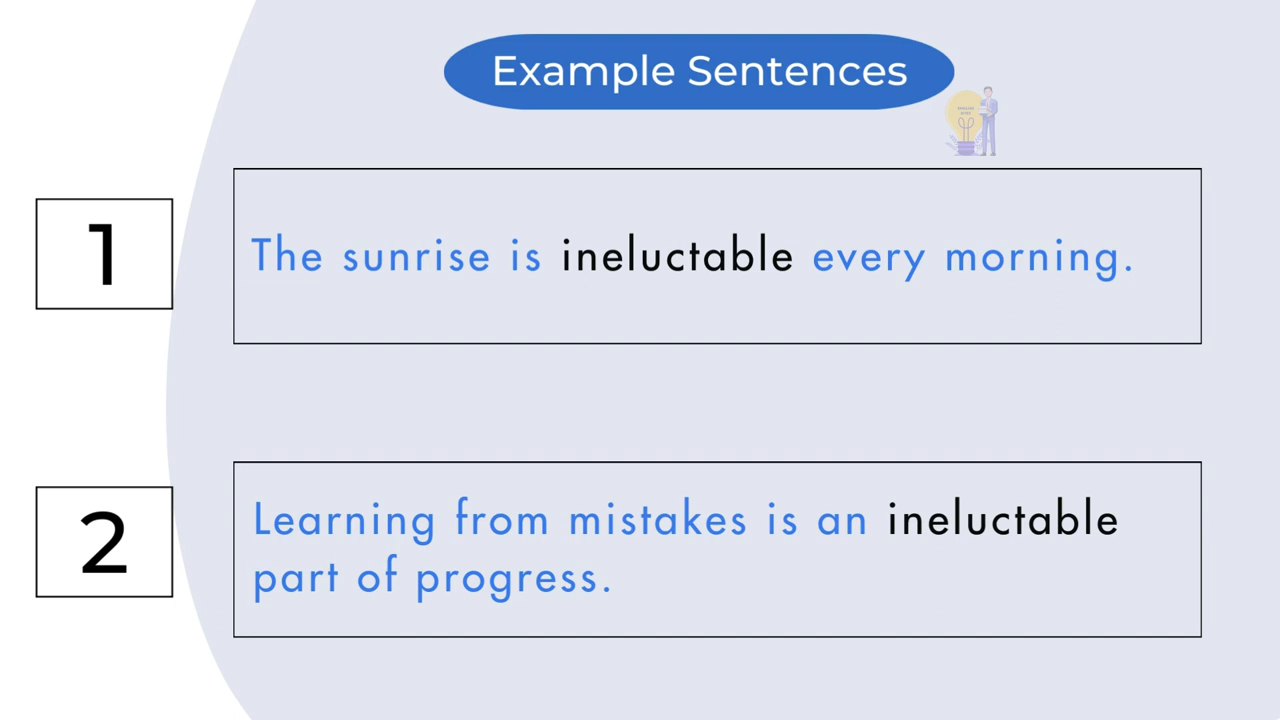 Example Sentences
1
The sunrise is ineluctable every morning.
2
Learning from mistakes is an ineluctable
part of progress.